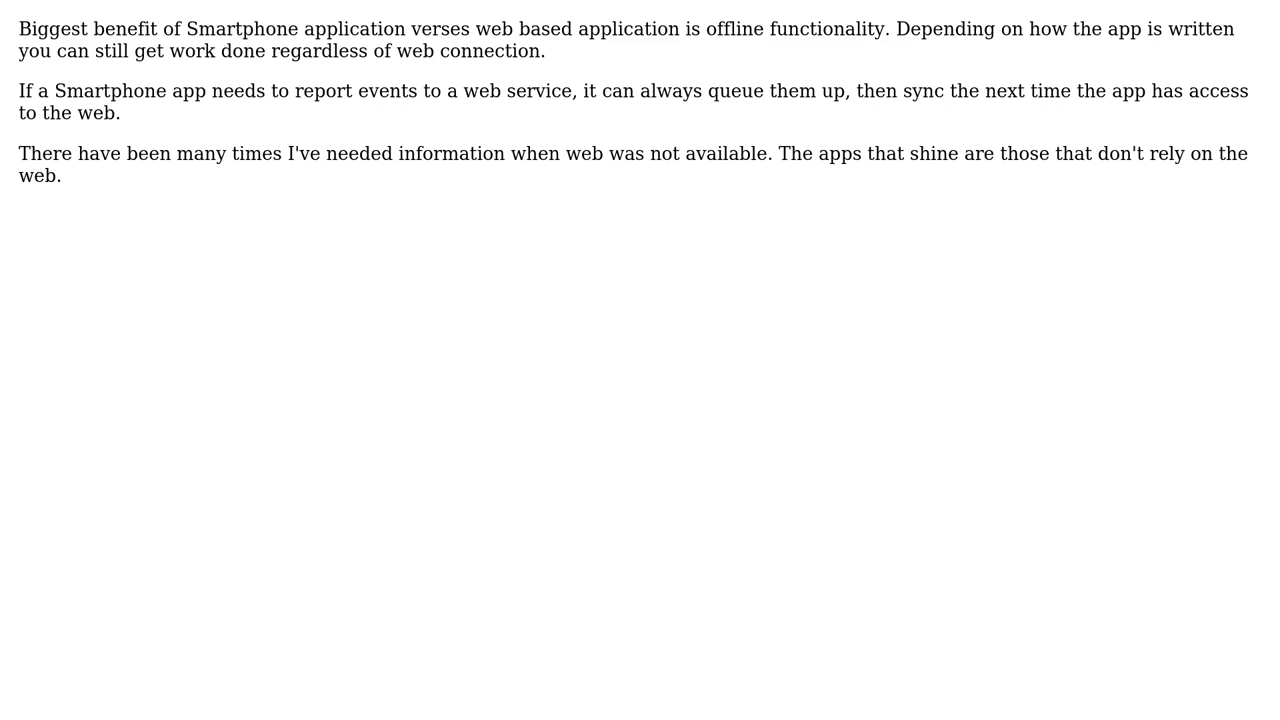 Biggest benefit of Smartphone application verses web based application is offline functionality. Depending on how the app is written
you can still get work done regardless of web connection.
If a Smartphone app needs to report events to a web service, it can always queue them up, then sync the next time the app has access
to the web.
There have been many times I've needed information when web was not available. The apps that shine are those that don't rely on the
web.